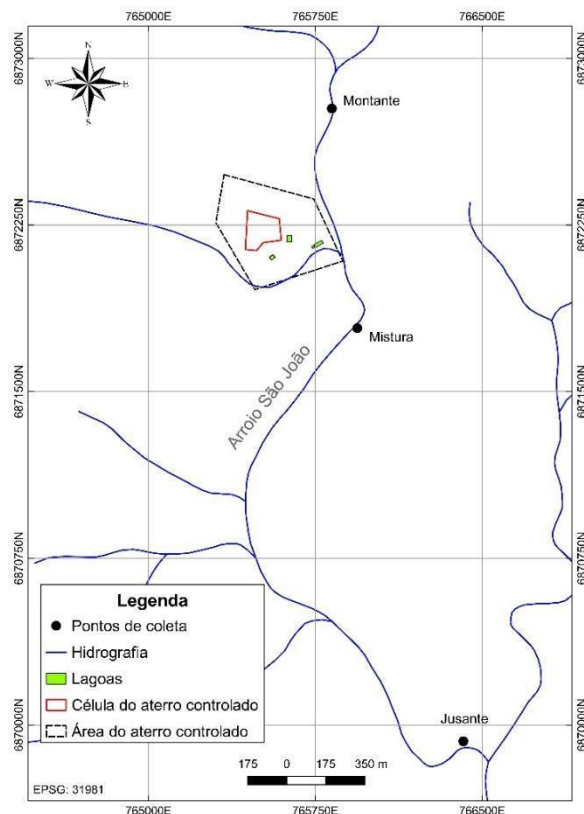 765000E 765750E 766500E
6873000N 6873000N
N
W E
S
Montante
6872250N 6872250N
Mistura
Arroio São João
6871500N 6871500N
6870750N 6870750N
Legenda
Pontos de coleta
Hidrografia
Lagoas
Célula do aterro controlado
Área do aterro controlado
Jusante
6870000N 6870000N
175 0 175 350 m
EPSG: 31981
765000E 765750E 766500E